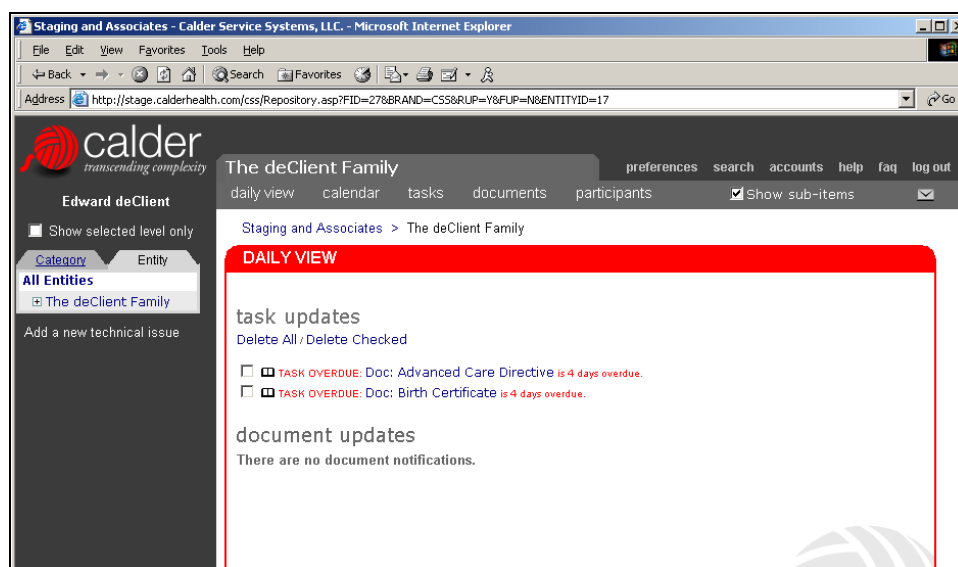 Staging and Associates - Calder Service Systems, LLC. - Microsoft Internet Explorer
File Edit View Favorites Tools Help
Back Search Favorites
Address http://stage.calderhealth.com/css/Repository.asp?FID=27&BRAND=CSS&RUP=Y&FUP=N&ENTITYID=17 Go
calder
transcending complexity
The deClient Family preferences search accounts help faq log out
Edward deClient
daily view calendar tasks documents participants Show sub-items
Show selected level only
Staging and Associates > The deClient Family
Category Entity
DAILY VIEW
All Entities
The deClient Family
Add a new technical issue
task updates
Delete All / Delete Checked
TASK OVERDUE: Doc: Advanced Care Directive is 4 days overdue.
TASK OVERDUE: Doc: Birth Certificate is 4 days overdue.
document updates
There are no document notifications.